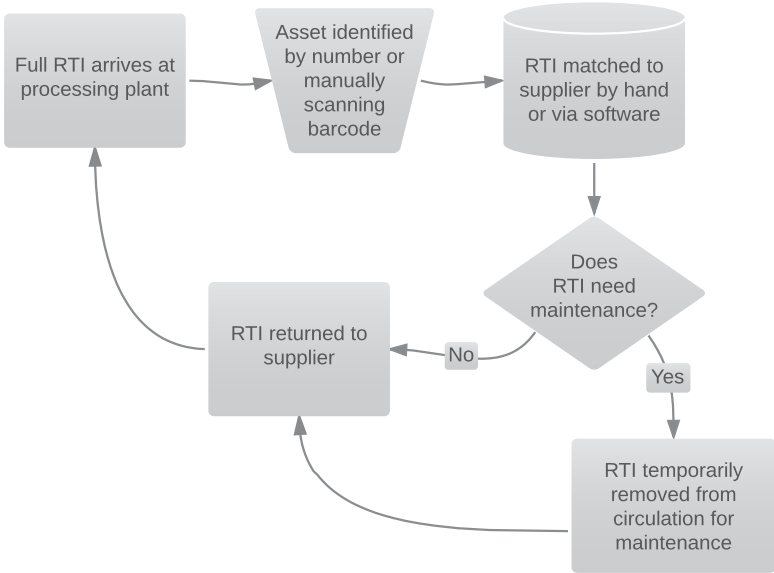 Full RTI arrives at
processing plant
Asset identified
by number or
manually
scanning
barcode
RTI matched to
supplier by hand
or via software
Does
RTI need
maintenance?
No
Yes
RTI returned to
supplier
RTI temporarily
removed from
circulation for
maintenance